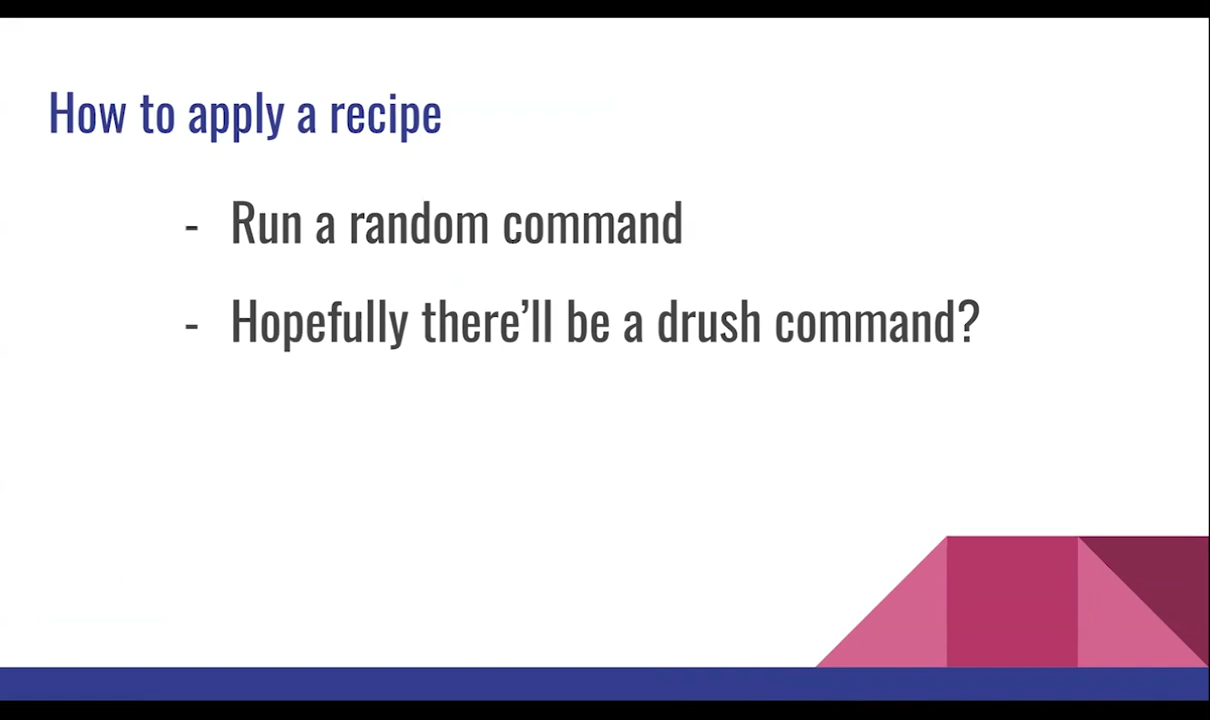 How to apply a recipe
- Run a random command
- Hopefully there’ll be a drush command?